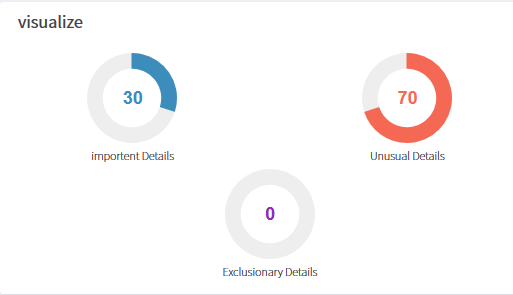 visualize
30
70
importent Details
Unusual Details
0
Exclusionary Details